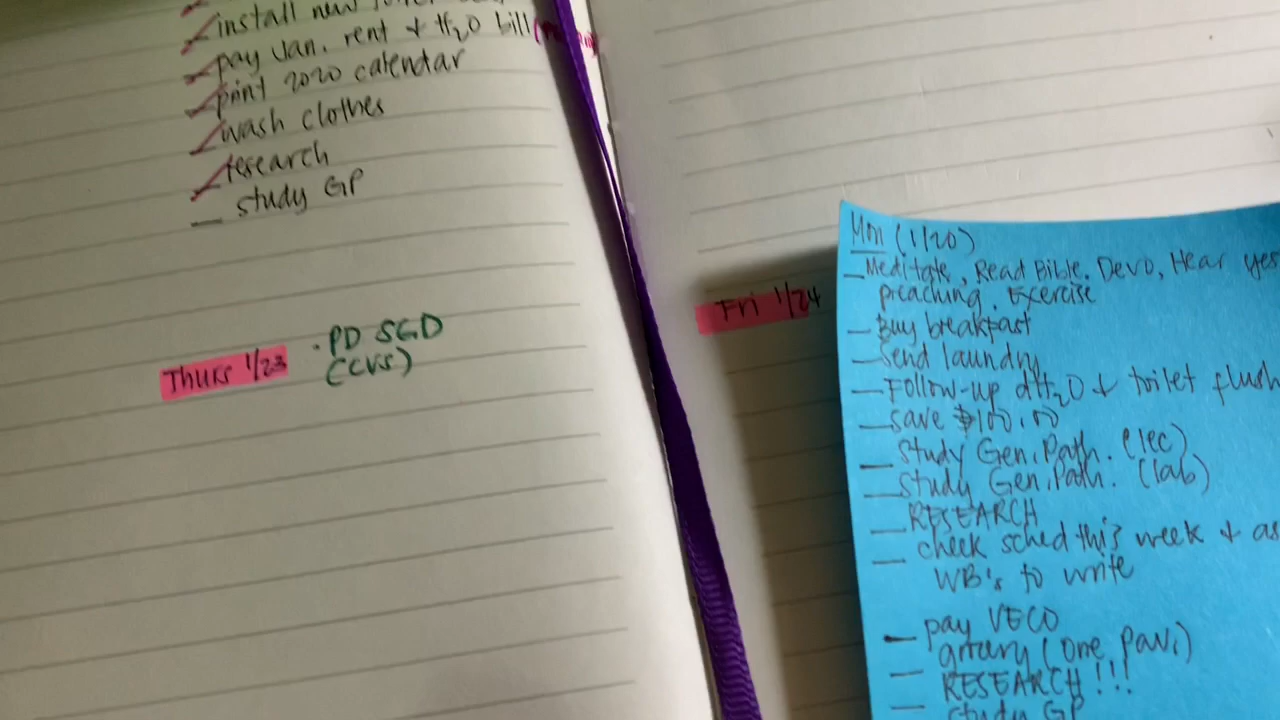 install new
pay Jan. rent & H2O bill
print 2020 calendar
wash clothes
research
study GP
Thurs 1/23
• PD SGD
(CVS)
Fri 1/24
Mon (1/20)
Meditate, Read Bible, Devo, Hear yes
preaching. Exercise
Buy breakfast
Send laundry
Follow-up dH2O & toilet flush
save $100.00
study Gen. Path. (lec)
study Gen. Path. (lab)
RESEARCH
check sched this week & as
WB's to write
pay VECO
grocery (One Pavi)
RESEARCH!!!
study GP